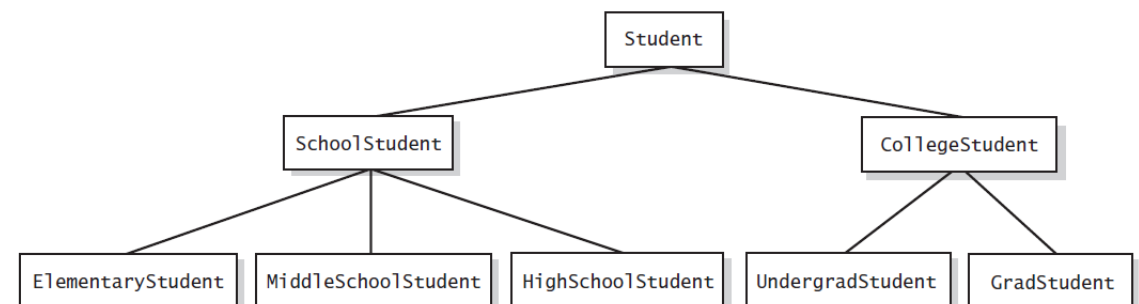 Student
SchoolStudent
CollegeStudent
ElementaryStudent
MiddleSchoolStudent
HighSchoolStudent
UndergradStudent
GradStudent